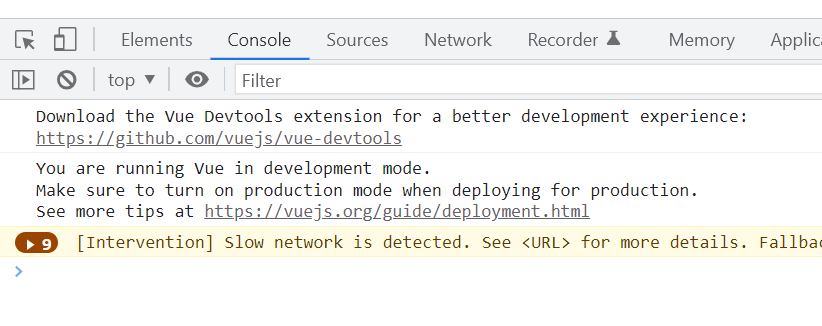 Elements Console Sources Network Recorder Memory
top Filter
Download the Vue Devtools extension for a better development experience:
https://github.com/vuejs/vue-devtools
You are running Vue in development mode.
Make sure to turn on production mode when deploying for production.
See more tips at https://vuejs.org/guide/deployment.html
9 [Intervention] Slow network is detected. See <URL> for more details.